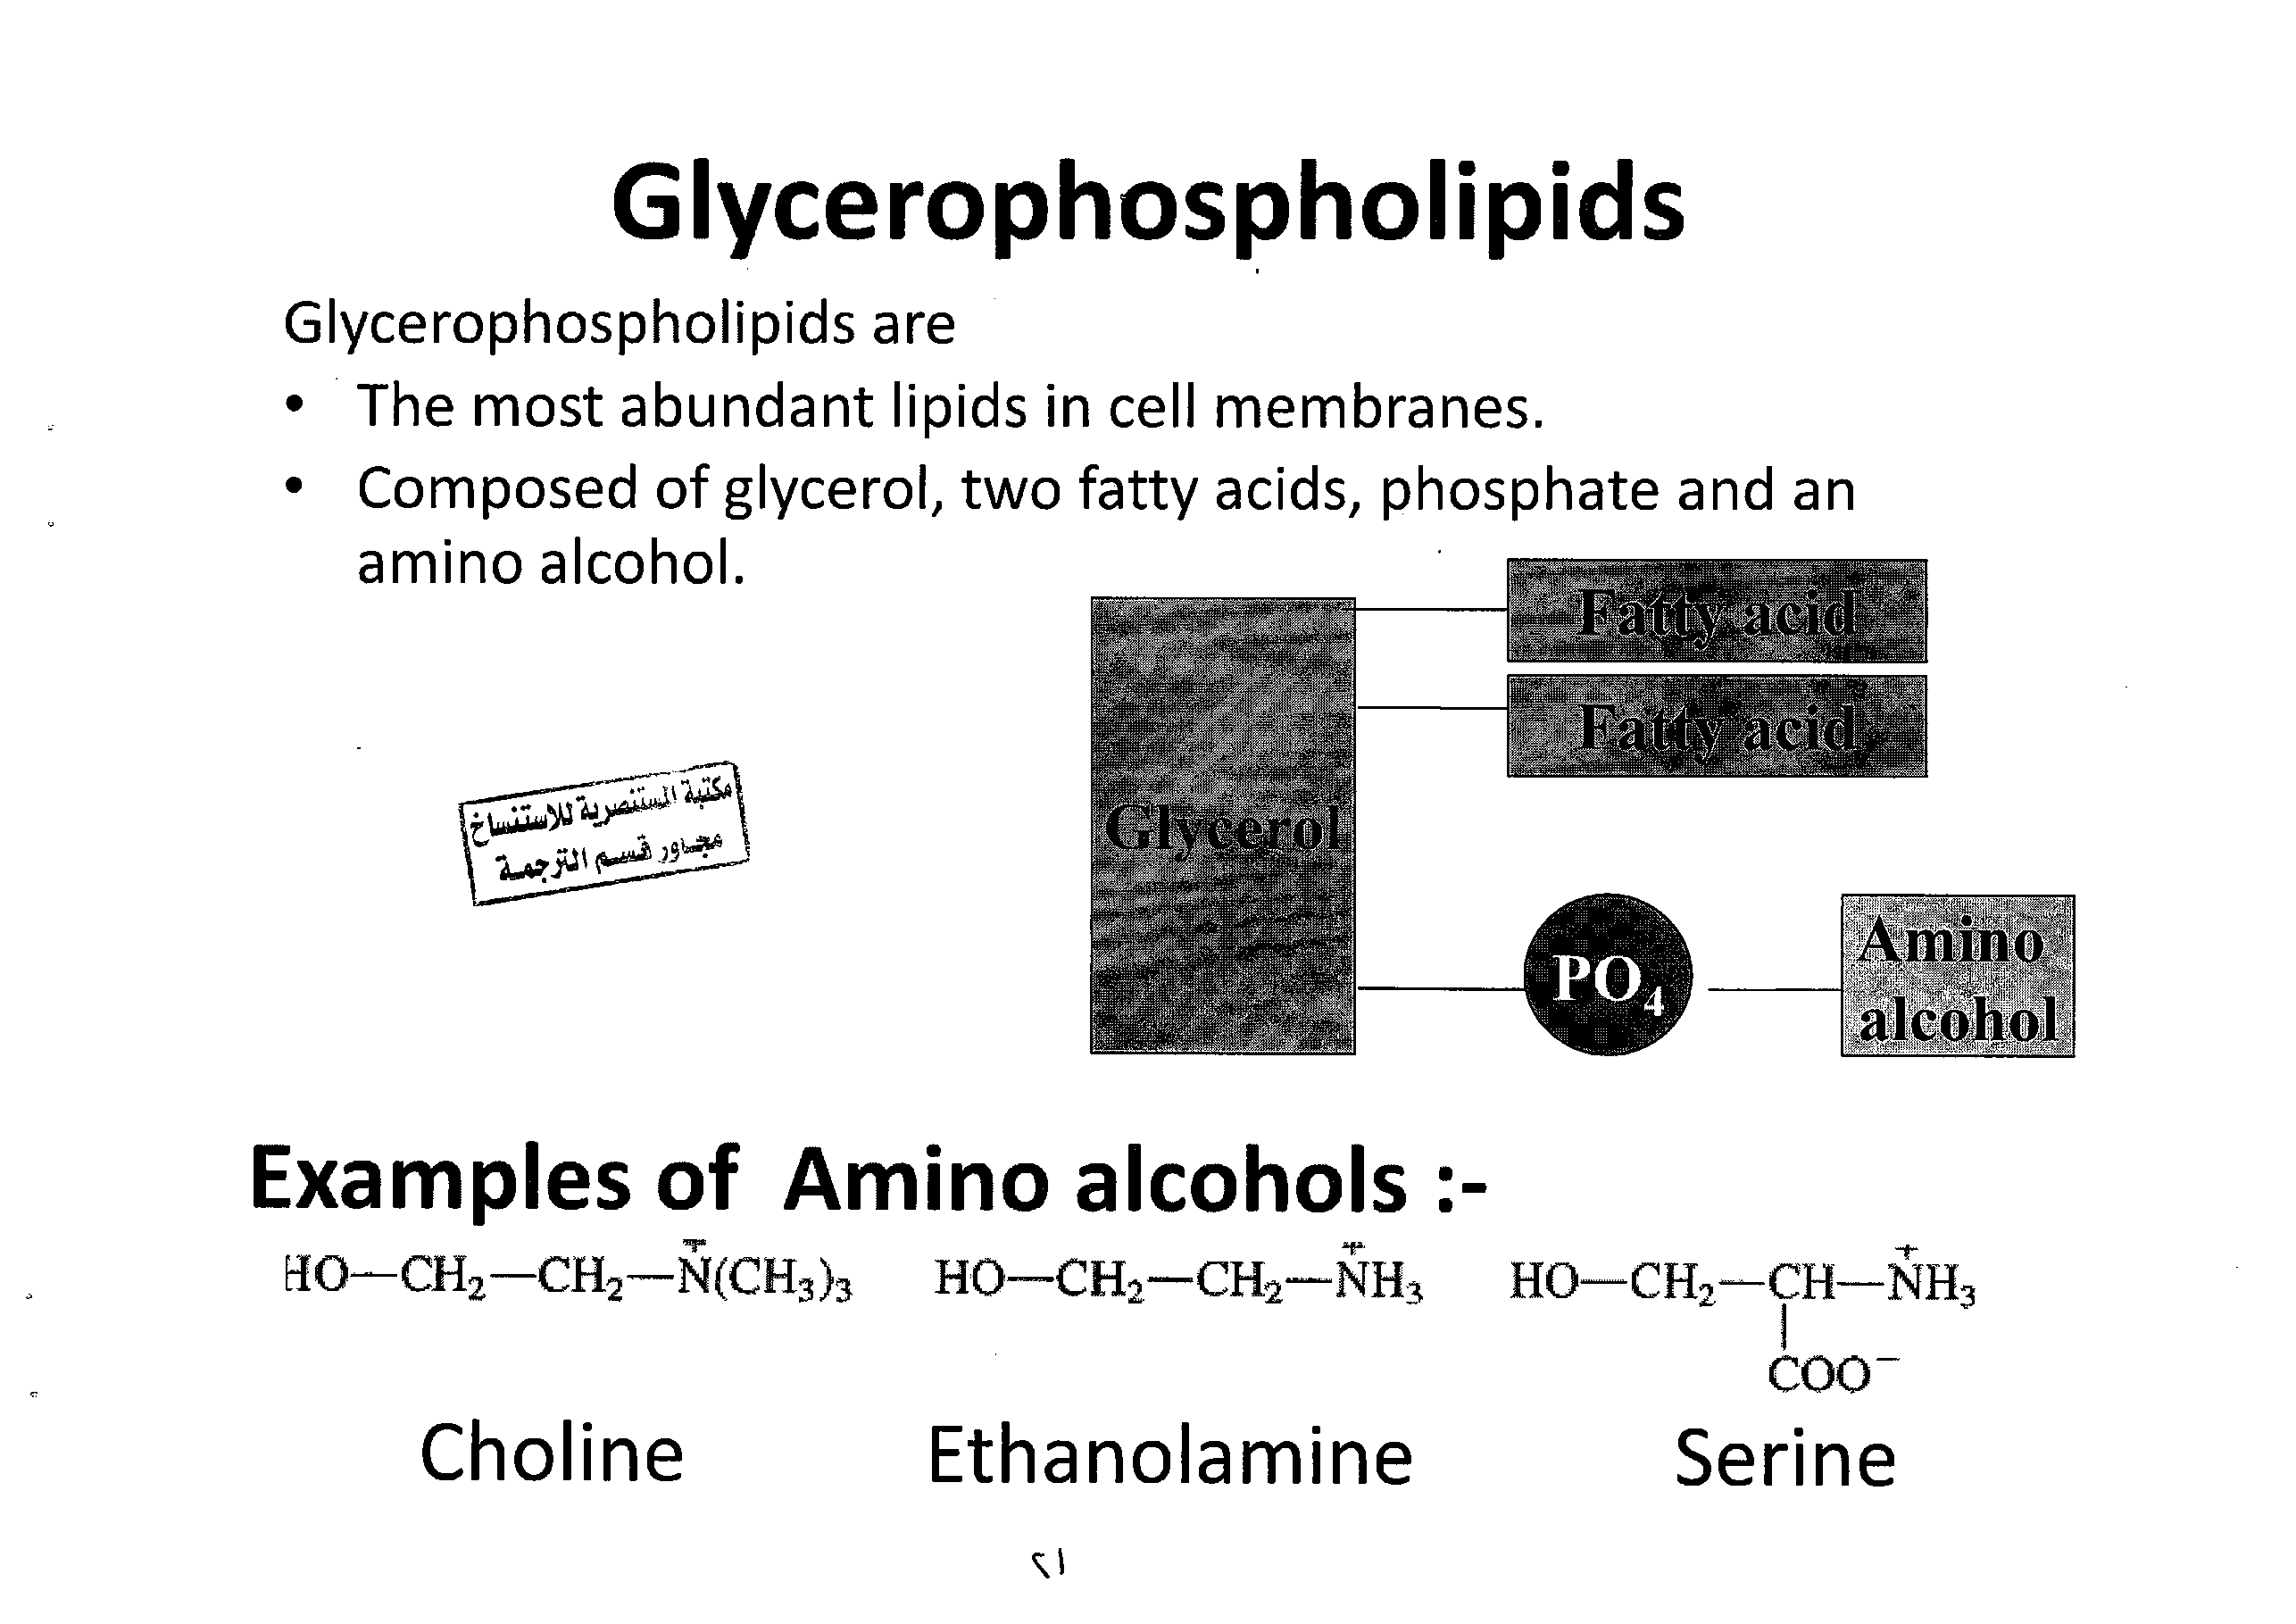 Glycerophospholipids
Glycerophospholipids are
• The most abundant lipids in cell membranes.
• Composed of glycerol, two fatty acids, phosphate and an
amino alcohol.
Fatty acid
Fatty acid
Glycerol
PO₄
Amino
alcohol
مكتبة المستنصرية للاستنساخ
مجاور قسم الترجمة
Examples of Amino alcohols :-
HO—CH₂—CH₂—N⁺(CH₃)₃
HO—CH₂—CH₂—N⁺H₃
HO—CH₂—CH—N⁺H₃
COO⁻
Choline
Ethanolamine
Serine
٢١